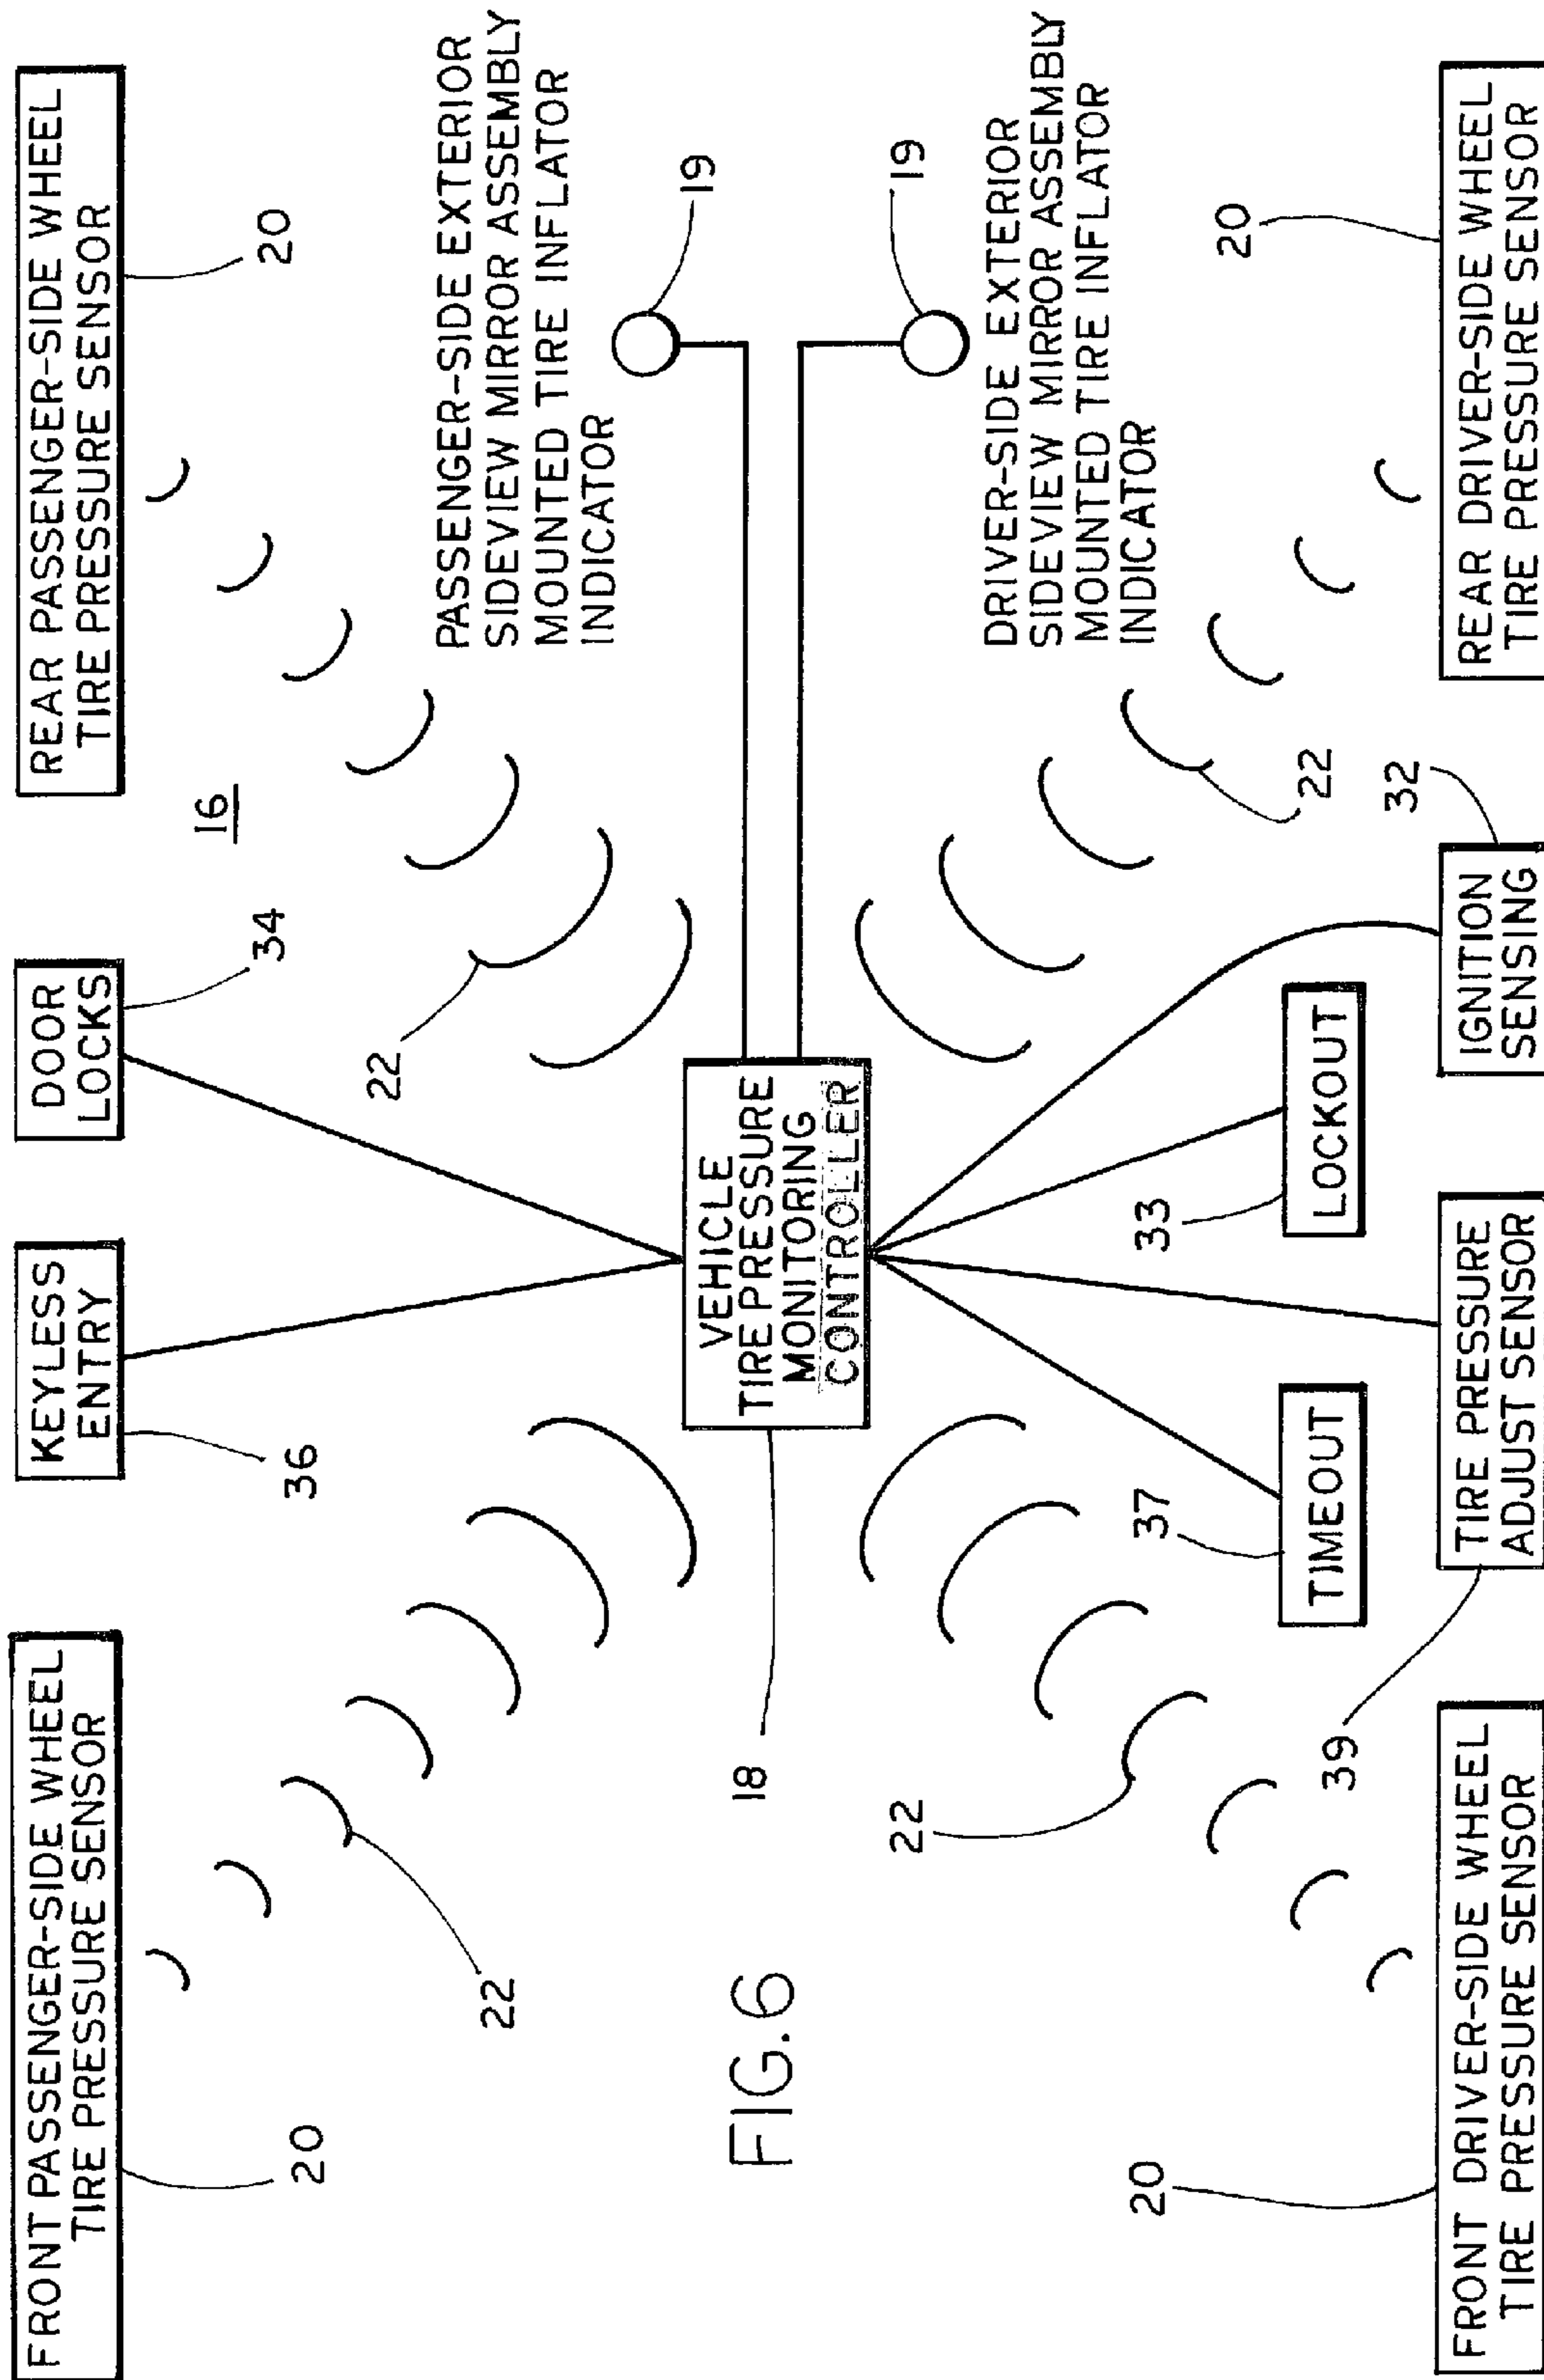 FRONT PASSENGER-SIDE WHEEL
TIRE PRESSURE SENSOR
20
KEYLESS
ENTRY
36
DOOR
LOCKS
34
16
REAR PASSENGER-SIDE WHEEL
TIRE PRESSURE SENSOR
20
22
22
PASSENGER-SIDE EXTERIOR
SIDEVIEW MIRROR ASSEMBLY
MOUNTED TIRE INFLATOR
INDICATOR
19
FIG.6
18
VEHICLE
TIRE PRESSURE
MONITORING
CONTROLLER
19
DRIVER-SIDE EXTERIOR
SIDEVIEW MIRROR ASSEMBLY
MOUNTED TIRE INFLATOR
INDICATOR
22
22
20
FRONT DRIVER-SIDE WHEEL
TIRE PRESSURE SENSOR
37
TIMEOUT
39
TIRE PRESSURE
ADJUST SENSOR
33
LOCKOUT
32
IGNITION
SENSING
20
REAR DRIVER-SIDE WHEEL
TIRE PRESSURE SENSOR